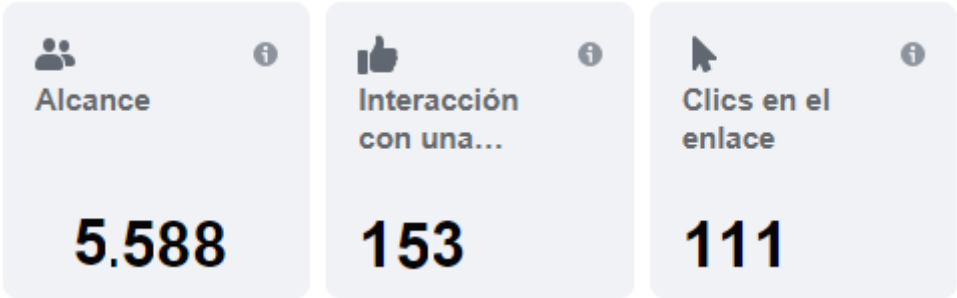 Alcance
5.588
Interacción
con una...
153
Clics en el
enlace
111